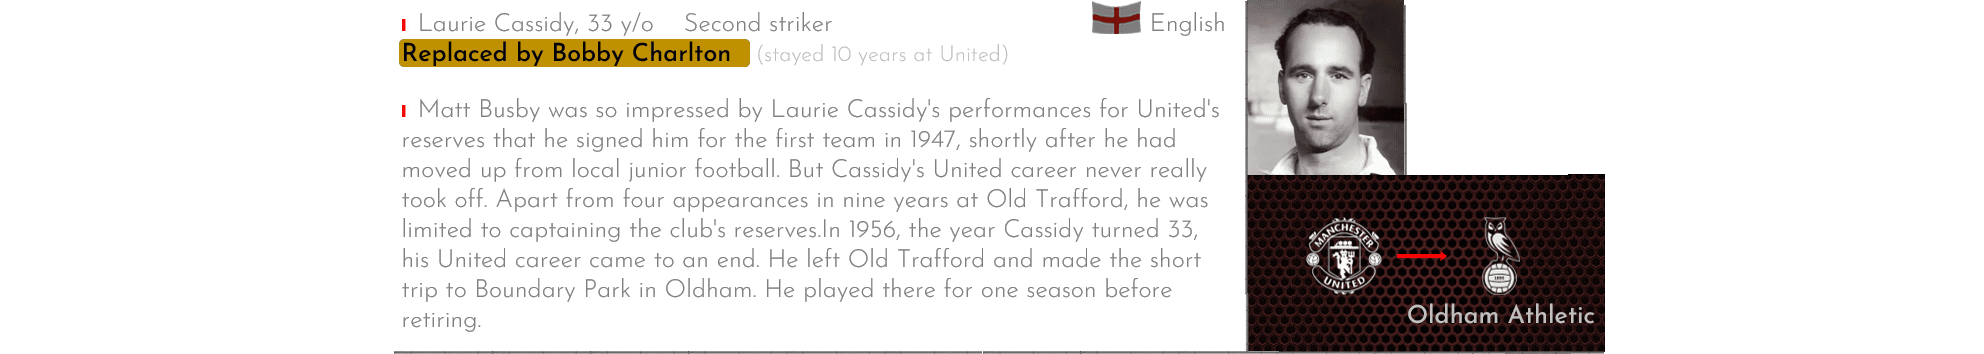 Laurie Cassidy, 33 y/o Second striker English
Replaced by Bobby Charlton (stayed 10 years at United)
Matt Busby was so impressed by Laurie Cassidy's performances for United's
reserves that he signed him for the first team in 1947, shortly after he had
moved up from local junior football. But Cassidy's United career never really
took off. Apart from four appearances in nine years at Old Trafford, he was
limited to captaining the club's reserves.In 1956, the year Cassidy turned 33,
his United career came to an end. He left Old Trafford and made the short
trip to Boundary Park in Oldham. He played there for one season before
retiring.
MANCHESTER
UNITED
Oldham Athletic